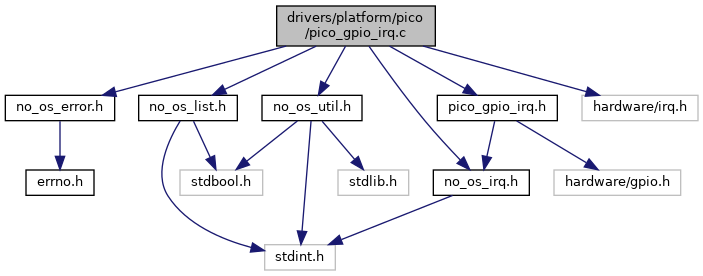 drivers/platform/pico
/pico_gpio_irq.c
no_os_error.h
no_os_list.h
no_os_util.h
pico_gpio_irq.h
hardware/irq.h
errno.h
stdbool.h
stdlib.h
no_os_irq.h
hardware/gpio.h
stdint.h